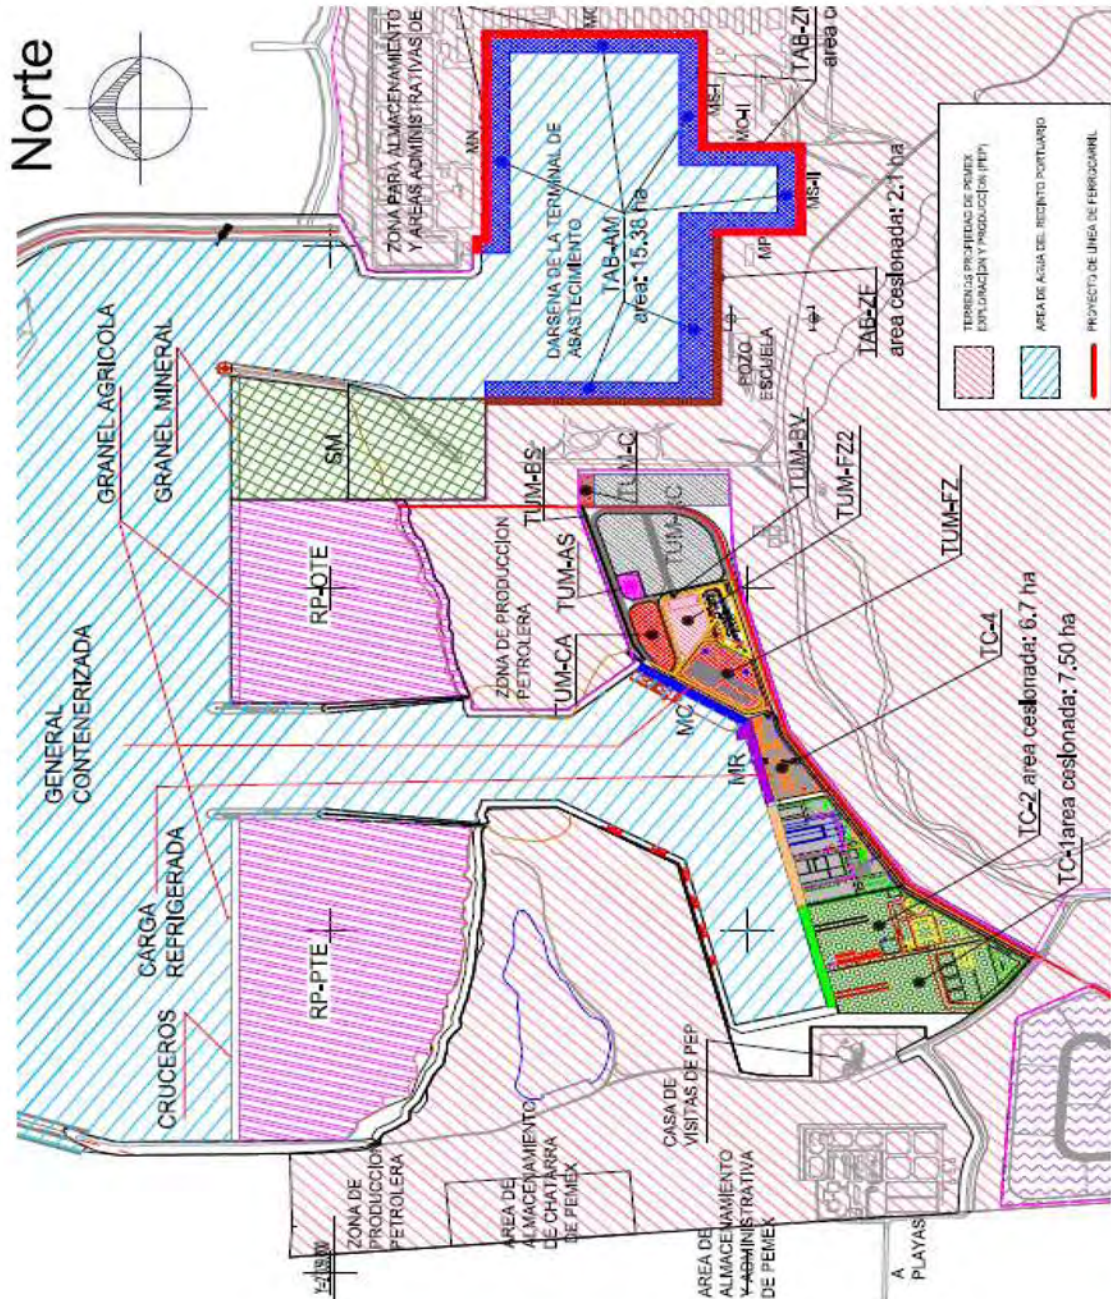 Norte
GENERAL
CONTENERIZADA
GRANEL AGRICOLA
GRANEL MINERAL
CARGA
REFRIGERADA
CRUCEROS
RP-PTE
RP-OTE
SM
ZONA PARA ALMACENAMIENTO
Y AREAS ADMINISTRATIVAS DE
MN
DARSENA DE LA TERMINAL DE
ABASTECIMIENTO
TAB-AM
area: 15.38 ha
MS-I
MO-II
MS-II
MP
TAB-ZF
area cesionada: 2.1 ha
POZO
ESCUELA
ZONA DE PRODUCCION
PETROLERA
TUM-BS
TUM-C
TUM-AS
TUM-CA
TUM-BV
TUM-FZ2
TUM-FZ
MC
MR
TC-4
TC-2 area cesionada: 6.7 ha
TC-1area cesionada: 7.50 ha
ZONA DE
PRODUCCION
PETROLERA
AREA DE
ALMACENAMIENTO
DE CHATARRA
DE PEMEX
CASA DE
VISITAS DE PEP
AREA DE
ALMACENAMIENTO
Y ADMINISTRATIVA
DE PEMEX
A
PLAYAS
TERRENOS PROPIEDAD DE PEMEX
EXPLORACION Y PRODUCCION (PEP)
AREA DE AGUA DEL RECINTO PORTUARIO
PROYECTO DE LINEA DE FERROCARRIL